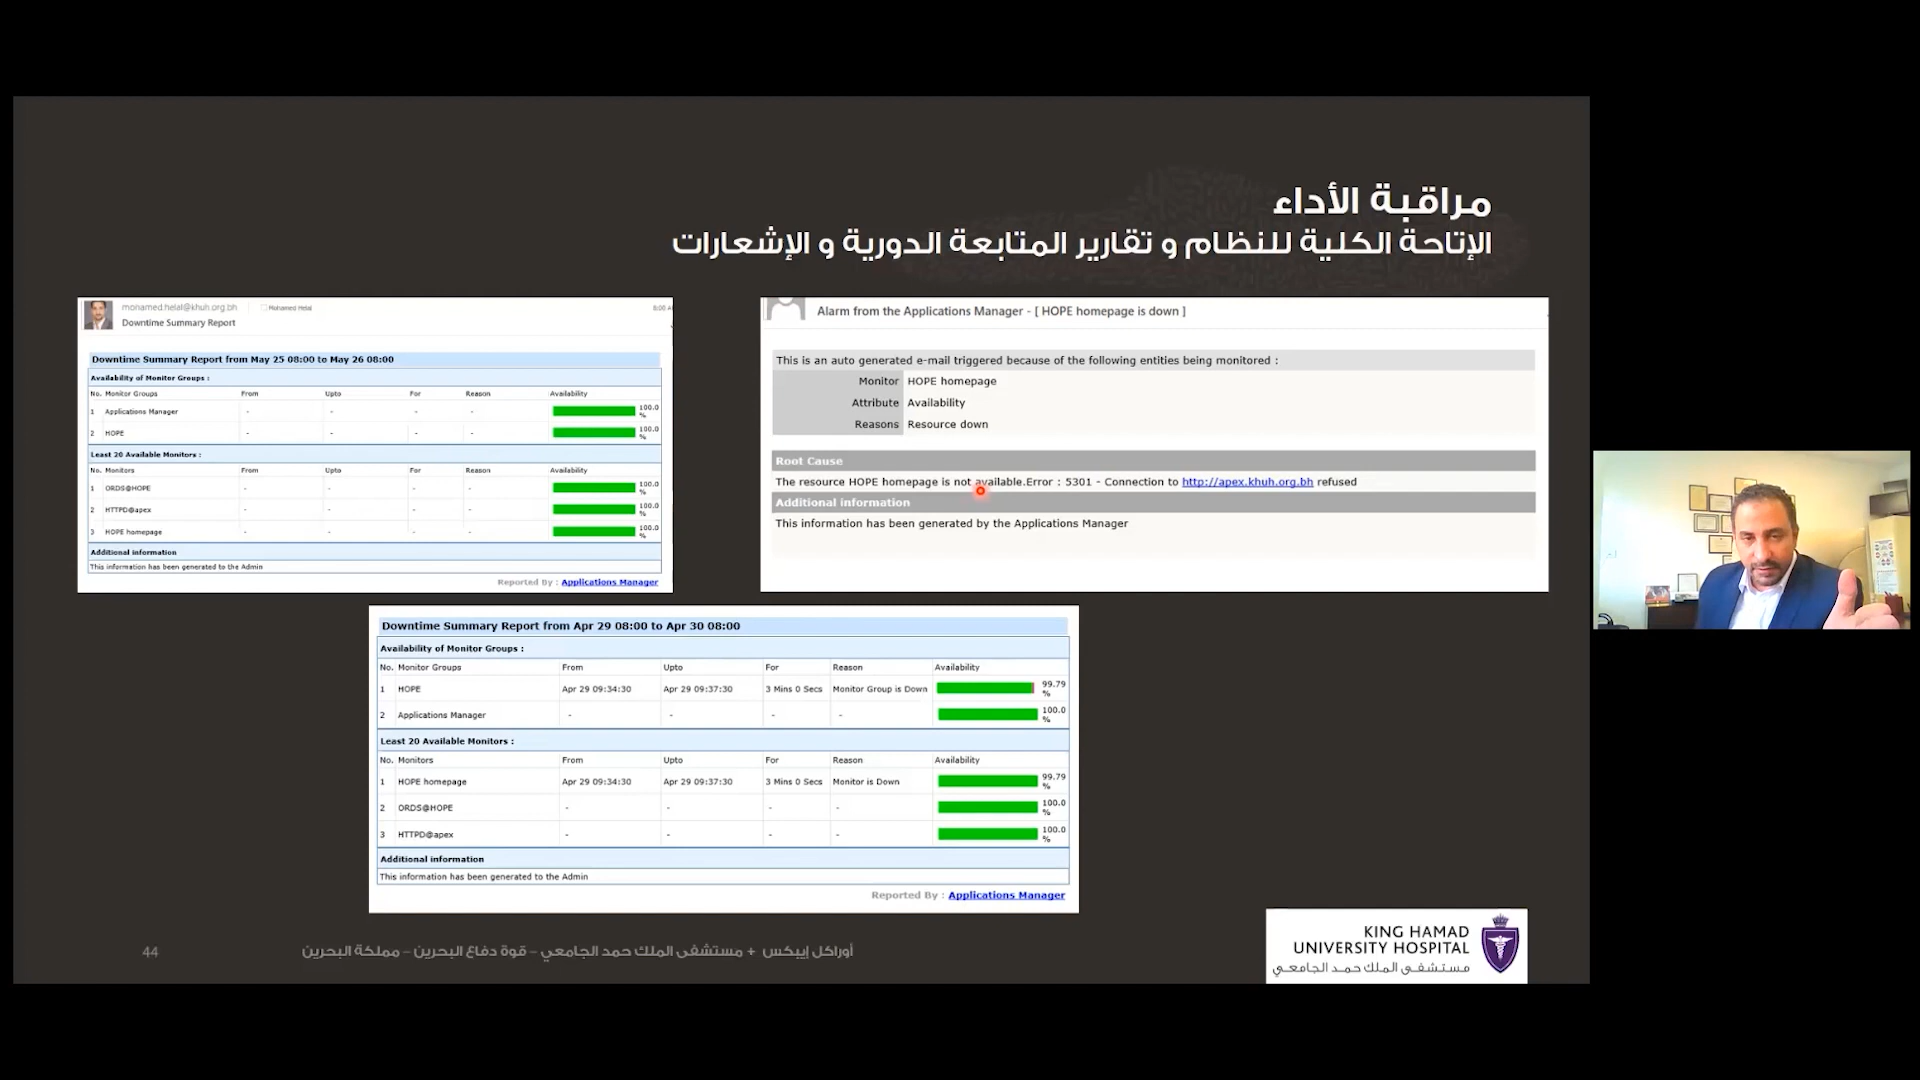 مراقبة الأداء
الإتاحة الكلية للنظام و تقارير المتابعة الدورية و الإشعارات
mohamed.helal@khuh.org.bh Mohamed Helal
Downtime Summary Report
Downtime Summary Report from May 25 08:00 to May 26 08:00
Availability of Monitor Groups :
No. Monitor Groups From Upto For Reason Availability
1 Applications Manager - - - - 100.0 %
2 HOPE - - - - 100.0 %
Least 20 Available Monitors :
No. Monitors From Upto For Reason Availability
1 ORDS@HOPE - - - - 100.0 %
2 HTTPD@apex - - - - 100.0 %
3 HOPE homepage - - - - 100.0 %
Additional information
This information has been generated to the Admin
Reported By : Applications Manager
Alarm from the Applications Manager - [ HOPE homepage is down ]
This is an auto generated e-mail triggered because of the following entities being monitored :
Monitor HOPE homepage
Attribute Availability
Reasons Resource down
Root Cause
The resource HOPE homepage is not available.Error : 5301 - Connection to http://apex.khuh.org.bh refused
Additional information
This information has been generated by the Applications Manager
Downtime Summary Report from Apr 29 08:00 to Apr 30 08:00
Availability of Monitor Groups :
No. Monitor Groups From Upto For Reason Availability
1 HOPE Apr 29 09:34:30 Apr 29 09:37:30 3 Mins 0 Secs Monitor Group is Down 99.79 %
2 Applications Manager - - - - 100.0 %
Least 20 Available Monitors :
No. Monitors From Upto For Reason Availability
1 HOPE homepage Apr 29 09:34:30 Apr 29 09:37:30 3 Mins 0 Secs Monitor is Down 99.79 %
2 ORDS@HOPE - - - - 100.0 %
3 HTTPD@apex - - - - 100.0 %
Additional information
This information has been generated to the Admin
Reported By : Applications Manager
44
أوراكل إيبكس + مستشفى الملك حمد الجامعي – قوة دفاع البحرين – مملكة البحرين
KING HAMAD
UNIVERSITY HOSPITAL
مستشفى الملك حمد الجامعي